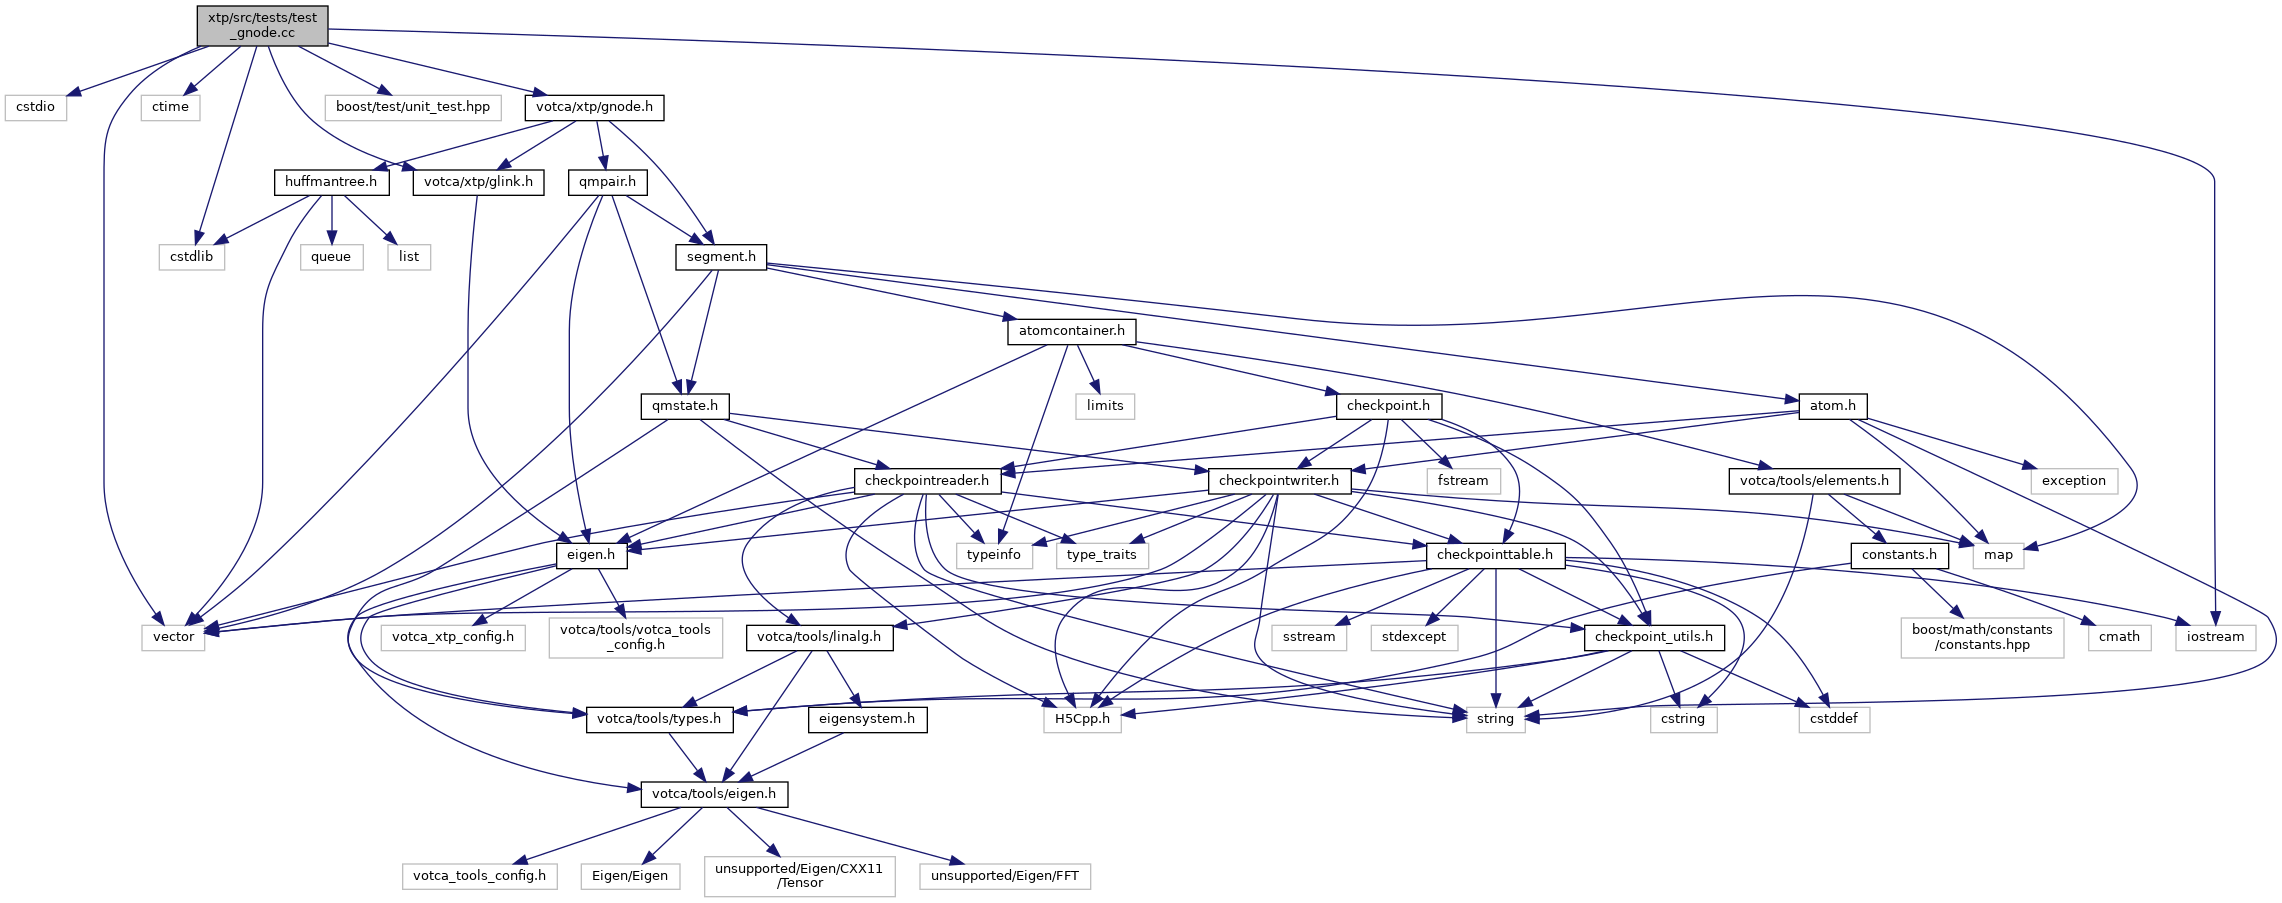 xtp/src/tests/test
_gnode.cc
cstdio
ctime
boost/test/unit_test.hpp
votca/xtp/gnode.h
huffmantree.h
votca/xtp/glink.h
qmpair.h
cstdlib
queue
list
segment.h
atomcontainer.h
qmstate.h
limits
checkpoint.h
atom.h
checkpointreader.h
checkpointwriter.h
fstream
votca/tools/elements.h
exception
eigen.h
typeinfo
type_traits
checkpointtable.h
constants.h
map
vector
votca_xtp_config.h
votca/tools/votca_tools
_config.h
votca/tools/linalg.h
sstream
stdexcept
checkpoint_utils.h
boost/math/constants
/constants.hpp
cmath
iostream
votca/tools/types.h
eigensystem.h
H5Cpp.h
string
cstring
cstddef
votca/tools/eigen.h
votca_tools_config.h
Eigen/Eigen
unsupported/Eigen/CXX11
/Tensor
unsupported/Eigen/FFT